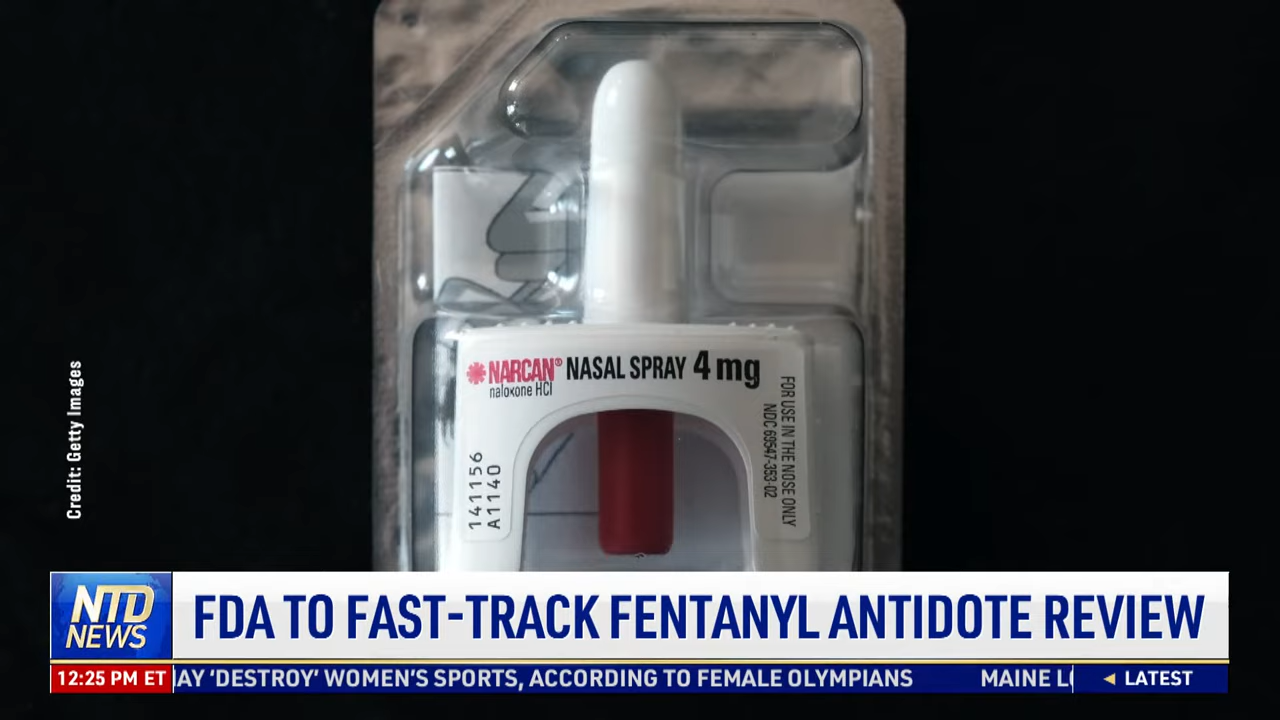 NARCAN® NASAL SPRAY 4 mg
naloxone HCl
FOR USE IN THE NOSE ONLY
NDC 69547-353-02
141156
A1140
Credit: Getty Images
NTD
NEWS
FDA TO FAST-TRACK FENTANYL ANTIDOTE REVIEW
12:25 PM ET
AY ‘DESTROY’ WOMEN’S SPORTS, ACCORDING TO FEMALE OLYMPIANS MAINE L
◄ LATEST